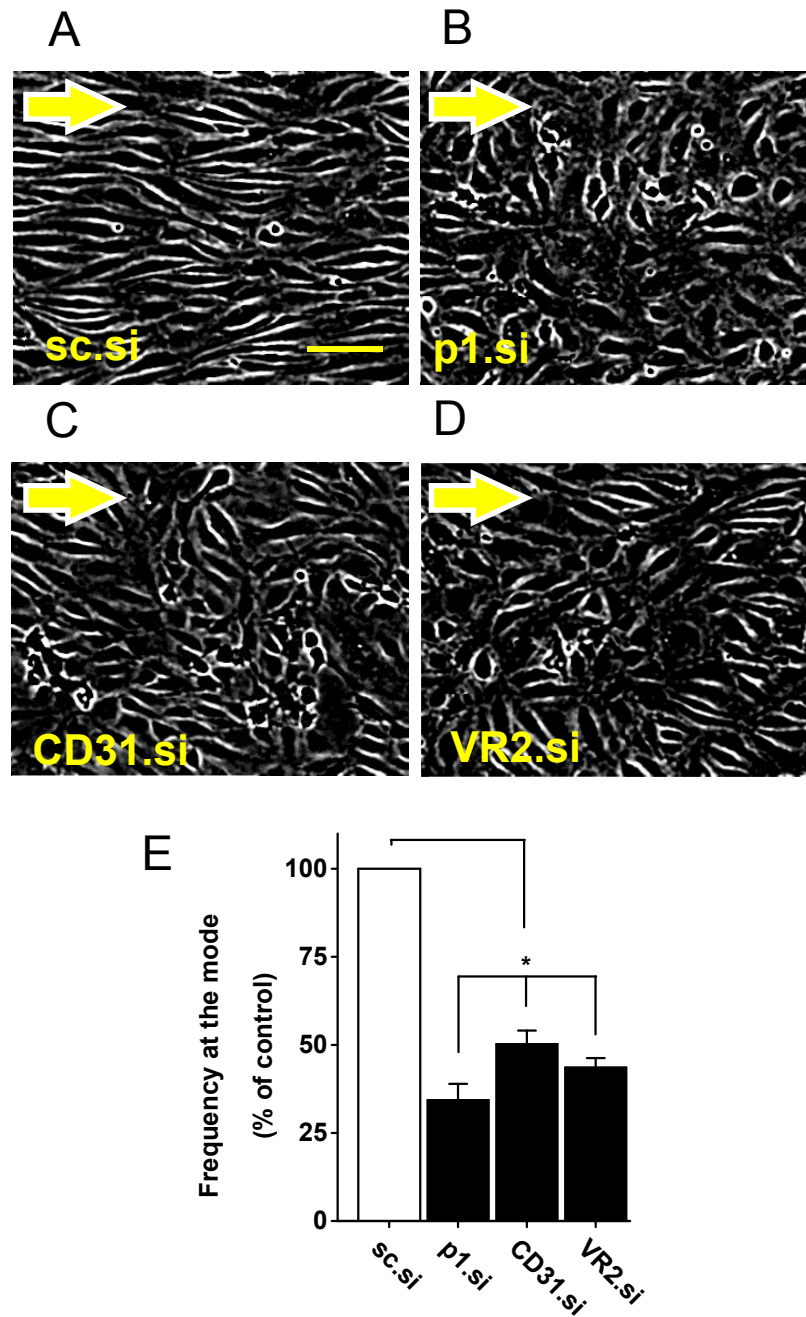 A
B
sc.si
p1.si
C
D
CD31.si
VR2.si
E
Frequency at the mode
(% of control)
100
75
50
25
0
*
sc.si
p1.si
CD31.si
VR2.si